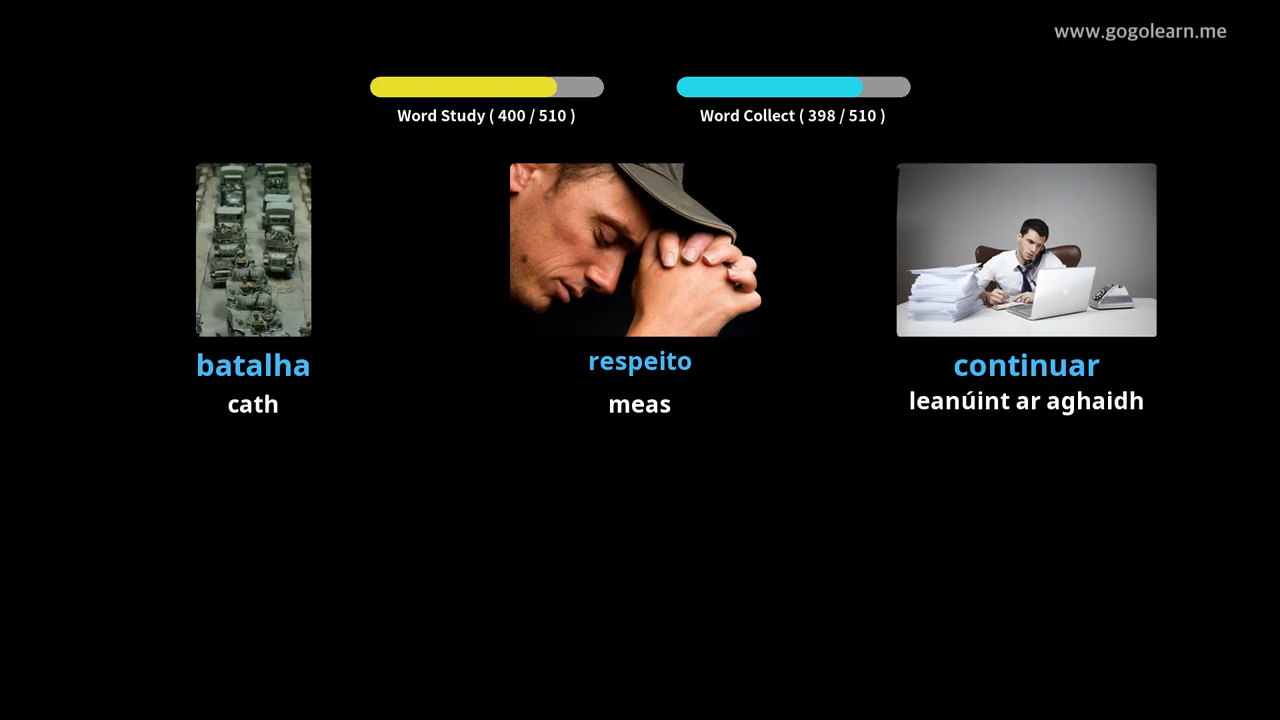 www.gogolearn.me
Word Study ( 400 / 510 )
Word Collect ( 398 / 510 )
batalha
cath
respeito
meas
continuar
leanúint ar aghaidh